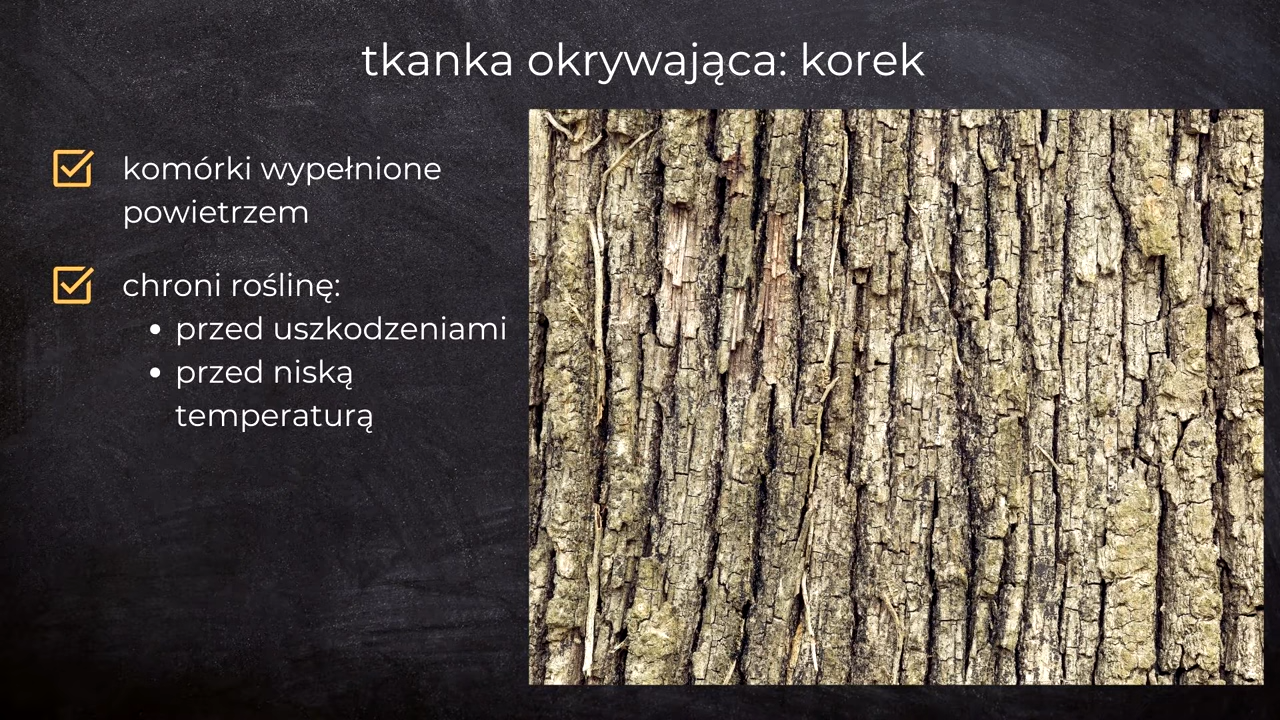 tkanka okrywająca: korek
komórki wypełnione
powietrzem
chroni roślinę:
• przed uszkodzeniami
• przed niską
temperaturą